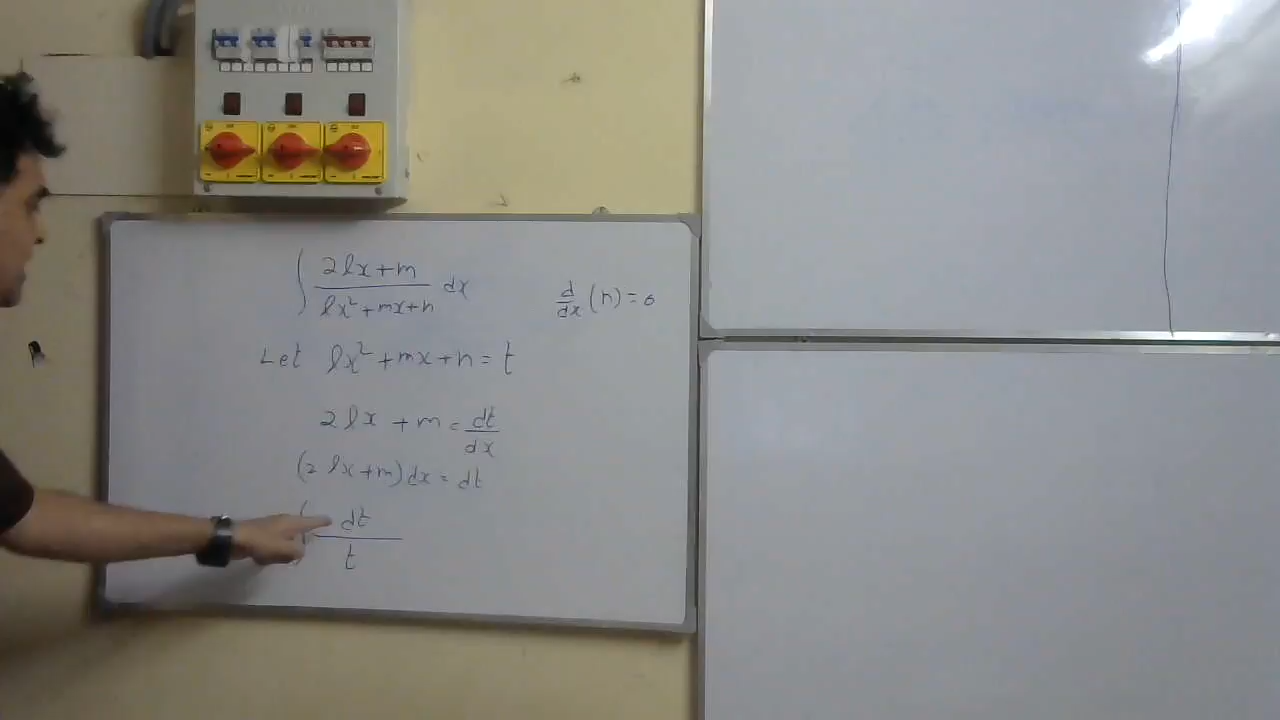 ∫ (2lx+m)/(lx²+mx+n) dx
d/dx (n) = 0
Let lx² + mx + n = t
2lx + m = dt/dx
(2lx+m)dx = dt
∫ dt/t